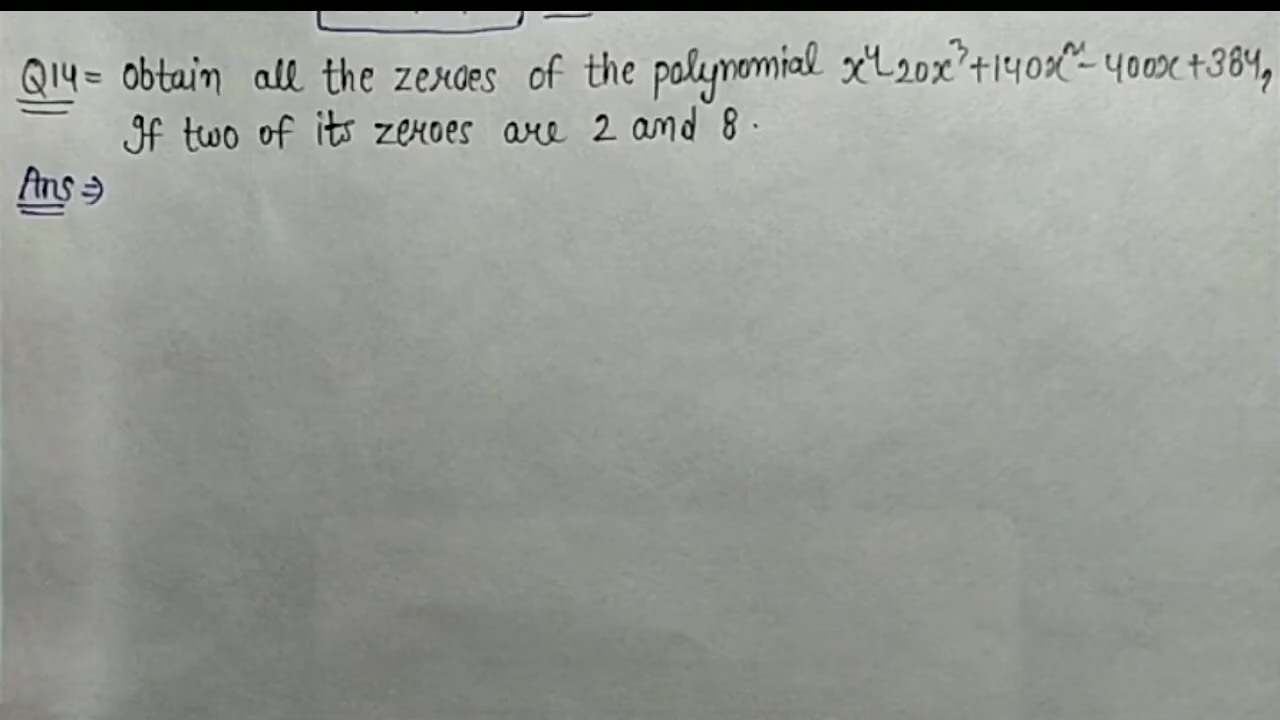 Q14 = Obtain all the zeroes of the polynomial x⁴-20x³+140x²-400x+384,
If two of its zeroes are 2 and 8.
Ans ⇒